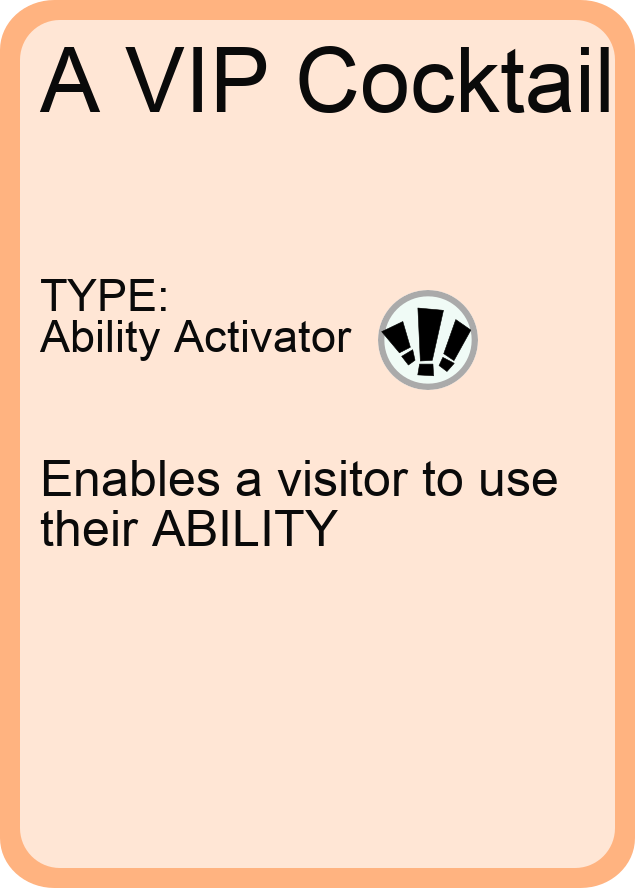 A VIP Cocktail
TYPE:
Ability Activator
!!!
Enables a visitor to use
their ABILITY